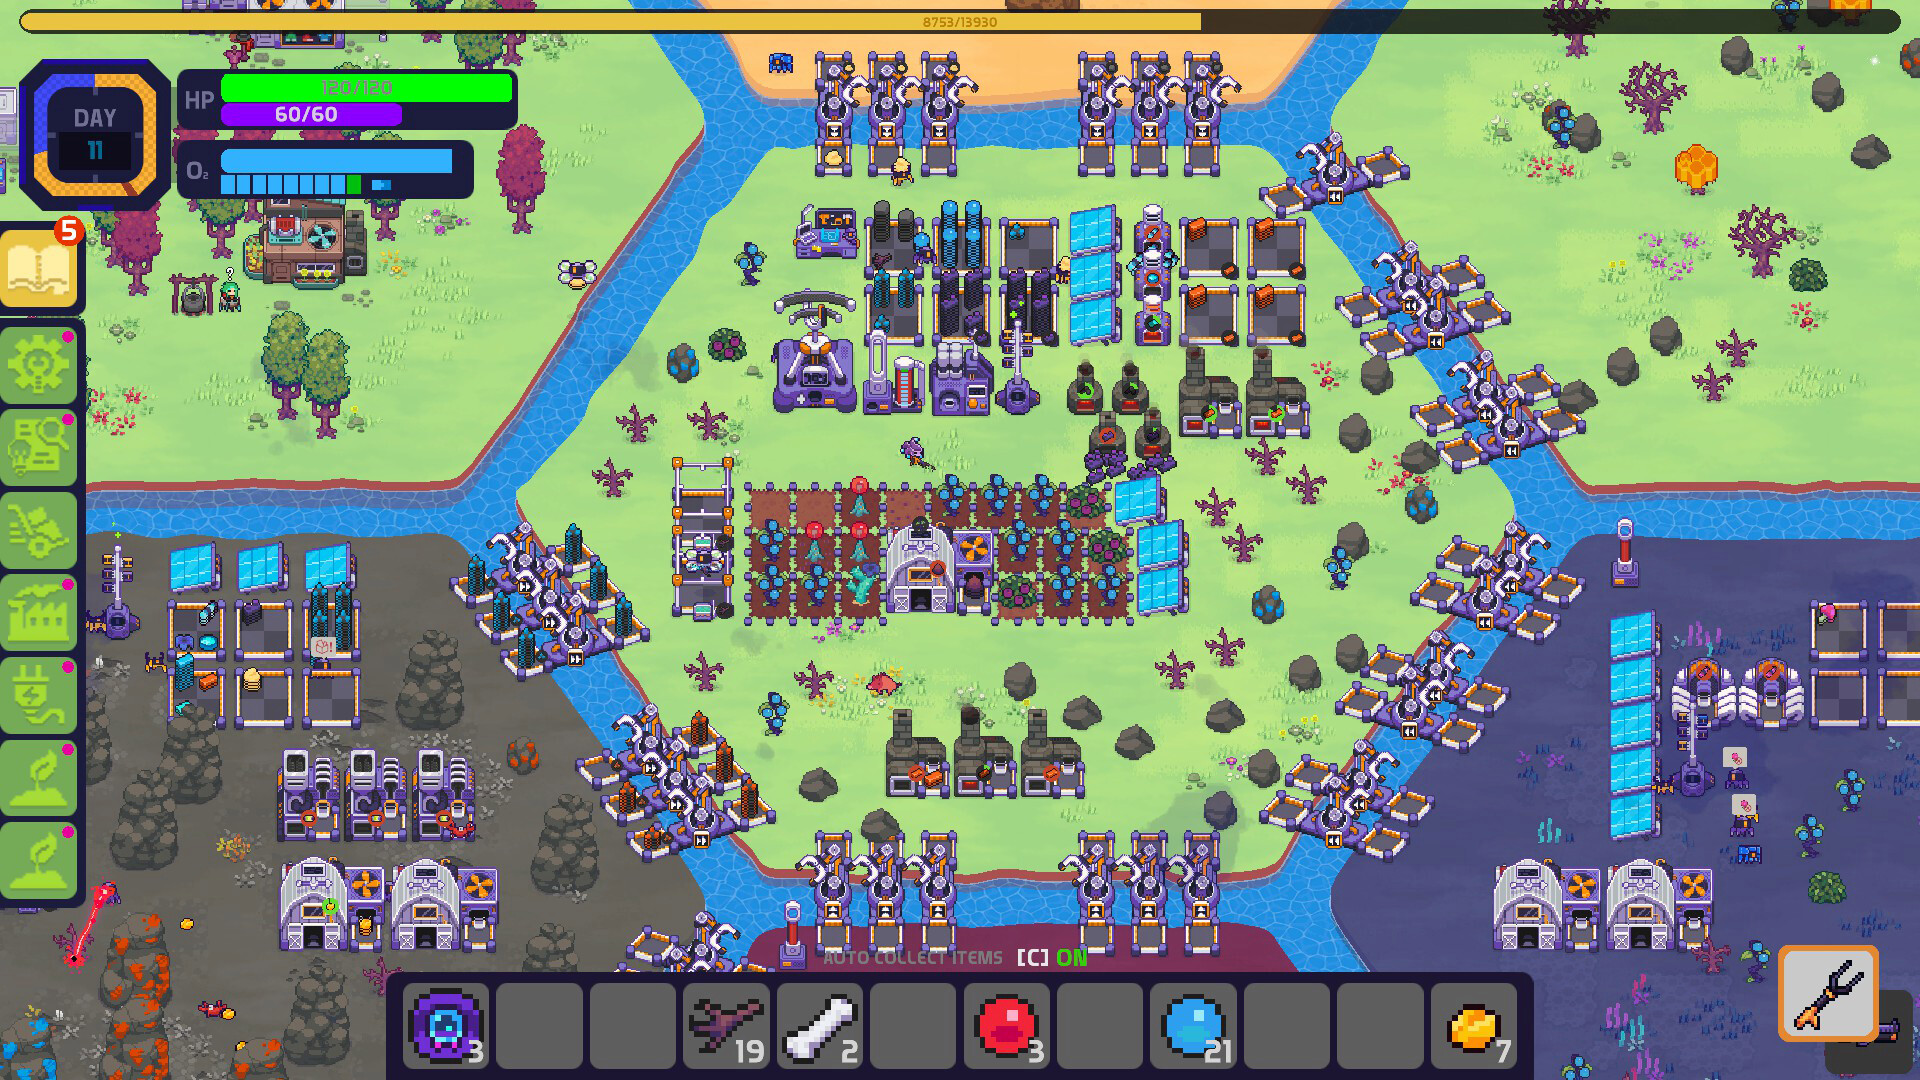 8753/13930
DAY
11
HP
120/120
60/60
O₂
5
AUTO COLLECT ITEMS [C] ON
3
19
2
3
21
7